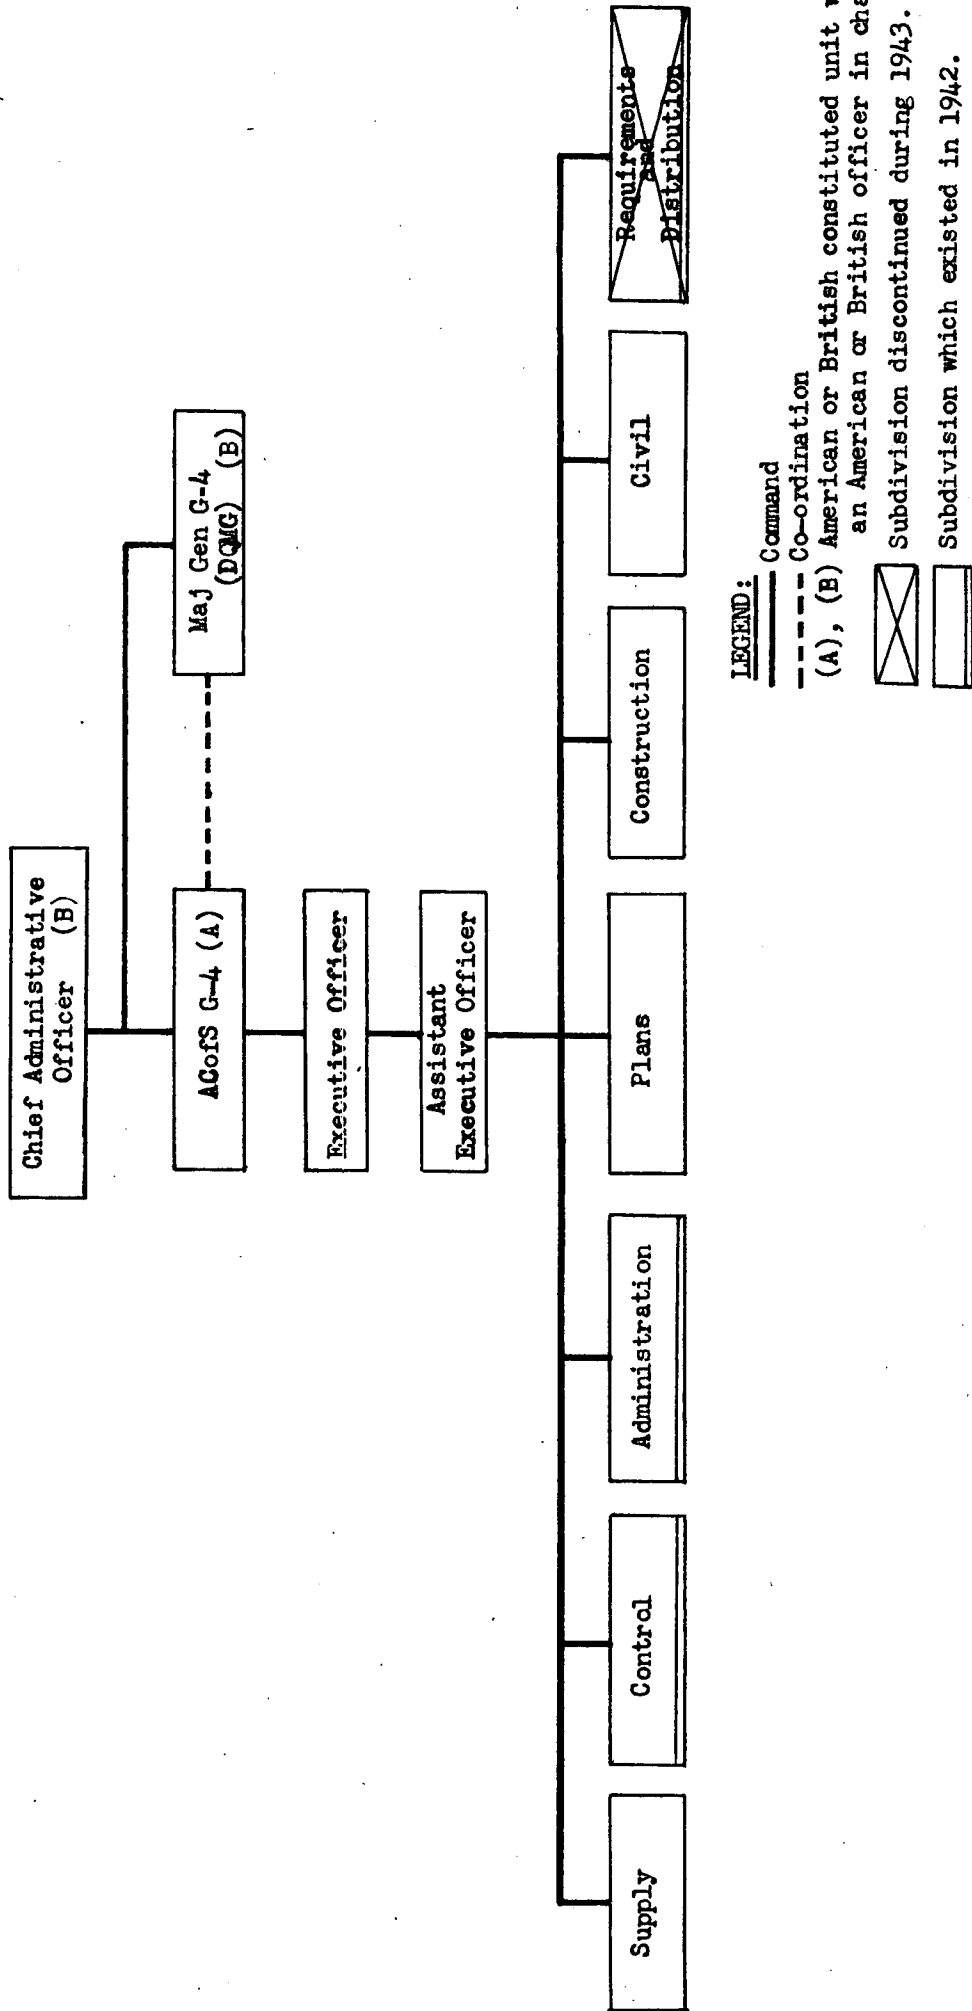 Chief Administrative
Officer (B)
ACofS G-4 (A)
Maj Gen G-4
(DQMG) (B)
Executive Officer
Assistant
Executive Officer
Supply
Control
Administration
Plans
Construction
Civil
Requirements
and
Distribution
LEGEND:
Command
Co-ordination
(A), (B) American or British constituted unit
an American or British officer in
Subdivision discontinued during 1943.
Subdivision which existed in 1942.